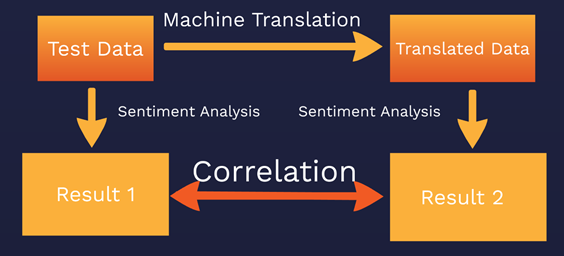 Machine Translation
Test Data
Translated Data
Sentiment Analysis
Sentiment Analysis
Correlation
Result 1
Result 2